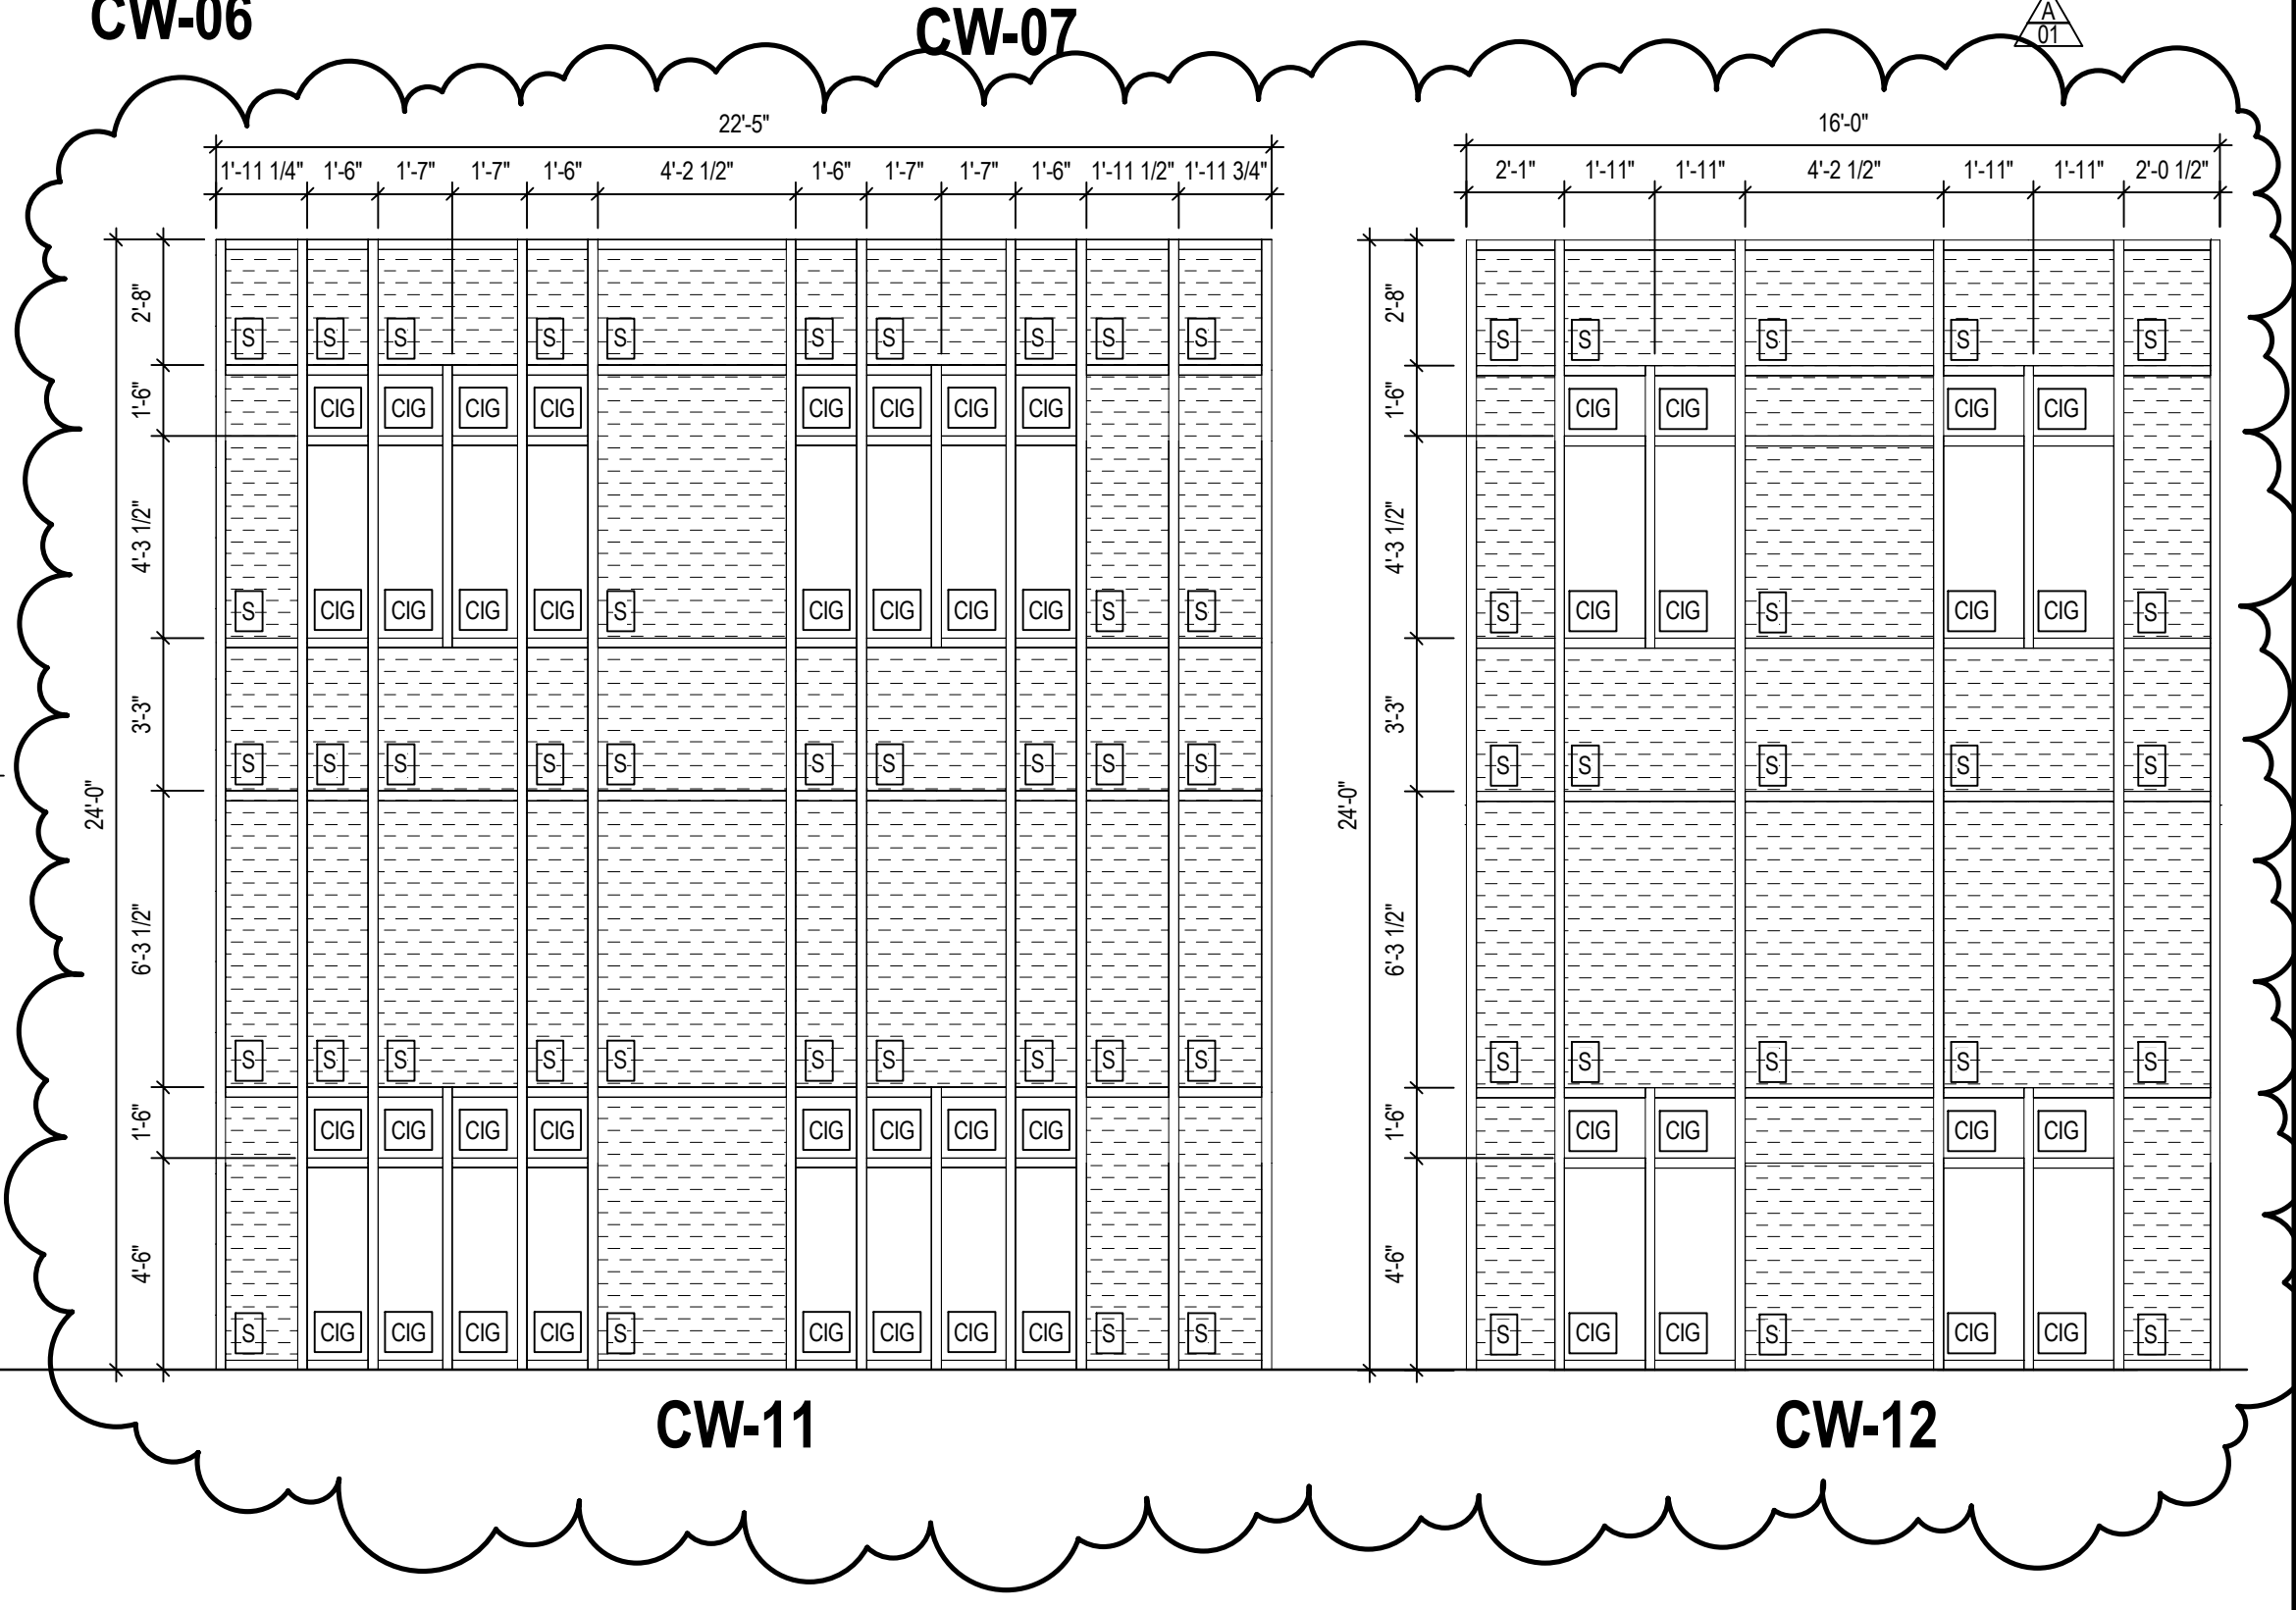 CW-06
CW-07
A
01
22'-5"
16'-0"
1'-11 1/4" 1'-6" 1'-7" 1'-7" 1'-6" 4'-2 1/2" 1'-6" 1'-7" 1'-7" 1'-6" 1'-11 1/2" 1'-11 3/4"
2'-1" 1'-11" 1'-11" 4'-2 1/2" 1'-11" 1'-11" 2'-0 1/2"
2'-8"
S S S S S S S S S S
2'-8"
S S S S S
1'-6"
CIG CIG CIG CIG CIG CIG CIG CIG
1'-6"
CIG CIG CIG CIG
4'-3 1/2"
4'-3 1/2"
S CIG CIG CIG CIG S CIG CIG CIG CIG S S
S CIG CIG S CIG CIG S
3'-3"
3'-3"
S S S S S S S S S S
S S S S S
24'-0"
24'-0"
6'-3 1/2"
6'-3 1/2"
S S S S S S S S S S
S S S S S
1'-6"
CIG CIG CIG CIG CIG CIG CIG CIG
1'-6"
CIG CIG CIG CIG
4'-6"
4'-6"
S CIG CIG CIG CIG S CIG CIG CIG CIG S S
S CIG CIG S CIG CIG S
CW-11
CW-12